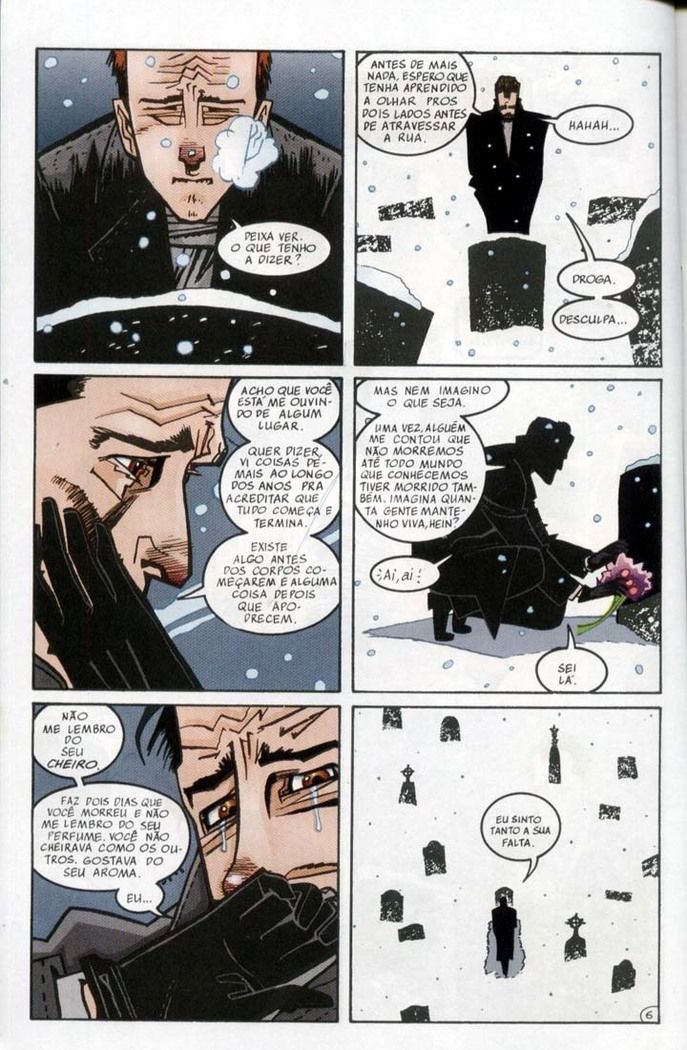 DEIXA VER.
O QUE TENHO
A DIZER?
ANTES DE MAIS
NADA, ESPERO QUE
TENHA APRENDIDO
A OLHAR PROS
DOIS LADOS ANTES
DE ATRAVESSAR
A RUA.
HAHAH...
DROGA.
DESCULPA...
ACHO QUE VOCÊ
ESTÁ ME OUVIN-
DO DE ALGUM
LUGAR.
QUER DIZER,
VI COISAS DE-
MAIS AO LONGO
DOS ANOS PRA
ACREDITAR QUE
TUDO COMEÇA E
TERMINA.
EXISTE
ALGO ANTES
DOS CORPOS CO-
MEÇAREM E ALGUMA
COISA DEPOIS
QUE APO-
DRECEM.
MAS NEM IMAGINO
O QUE SEJA.
UMA VEZ, ALGUÉM
ME CONTOU QUE
NÃO MORREMOS
ATÉ TODO MUNDO
QUE CONHECEMOS
TIVER MORRIDO TAM-
BÉM. IMAGINA QUAN-
TA GENTE MANTE-
NHO VIVA, HEIN?
AI, AI
SEI
LÁ.
NÃO
ME LEMBRO
DO
SEU
CHEIRO.
FAZ DOIS DIAS QUE
VOCÊ MORREU E NÃO
ME LEMBRO DO SEU
PERFUME. VOCÊ NÃO
CHEIRAVA COMO OS OU-
TROS. GOSTAVA DO
SEU AROMA.
EU...
EU SINTO
TANTO A SUA
FALTA.
6